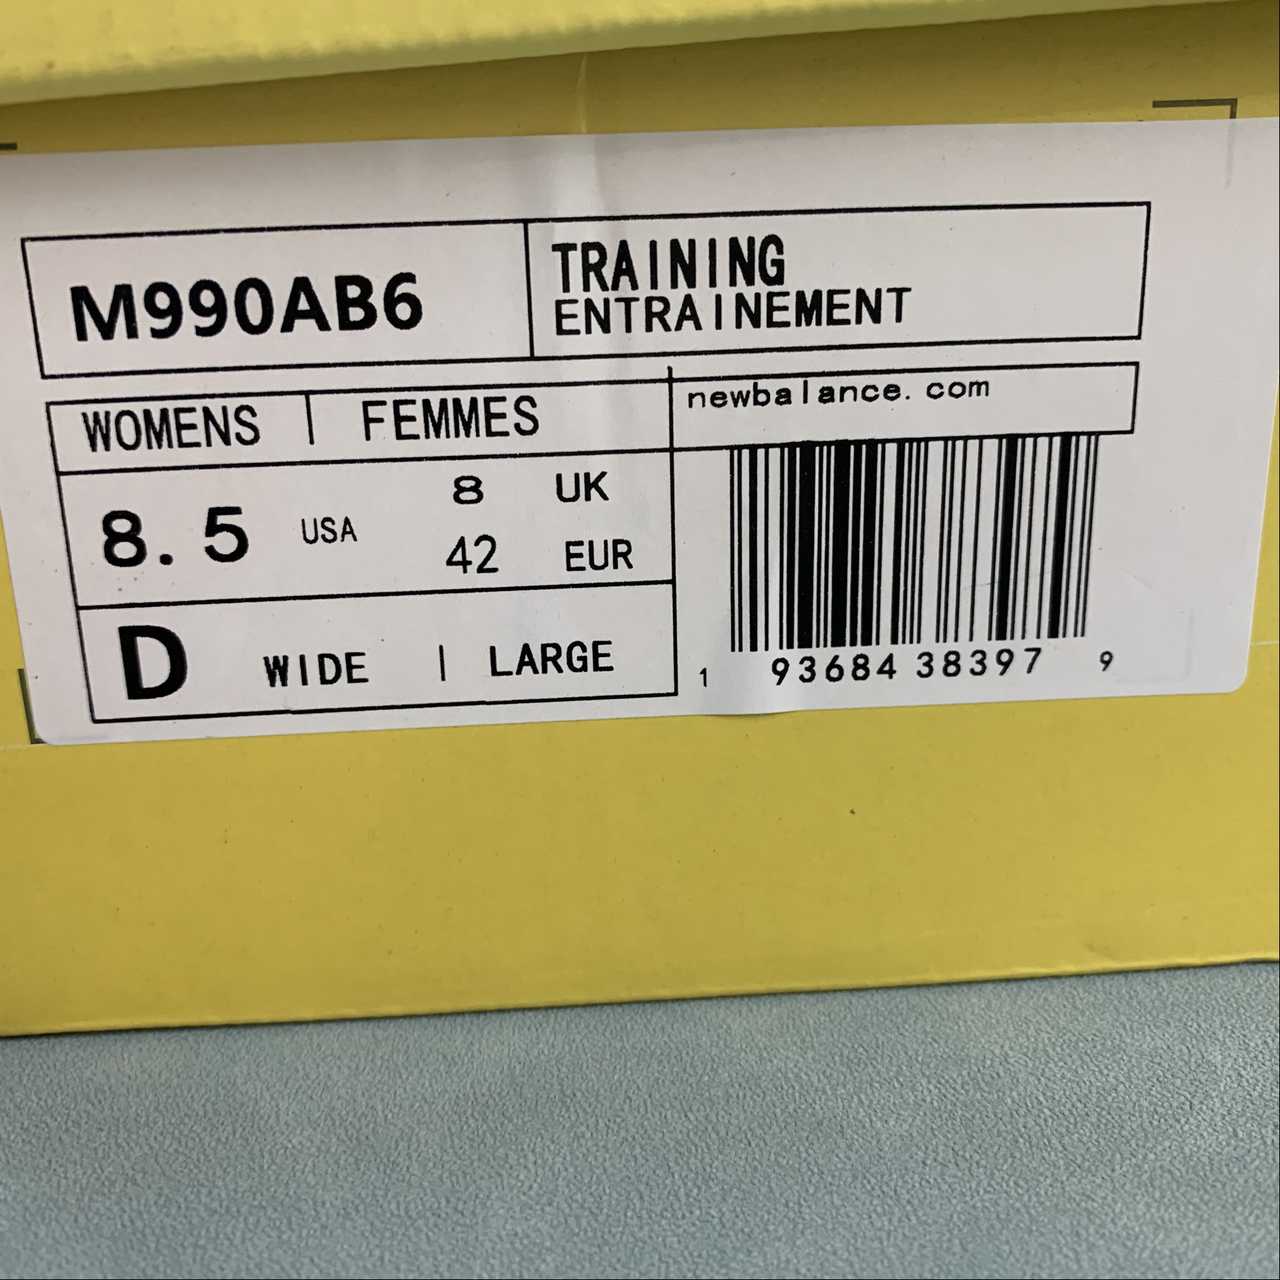 M990AB6
TRAINING
ENTRAINEMENT
WOMENS | FEMMES
newbalance.com
8.5 USA
8 UK
42 EUR
D WIDE | LARGE
1 93684 38397 9